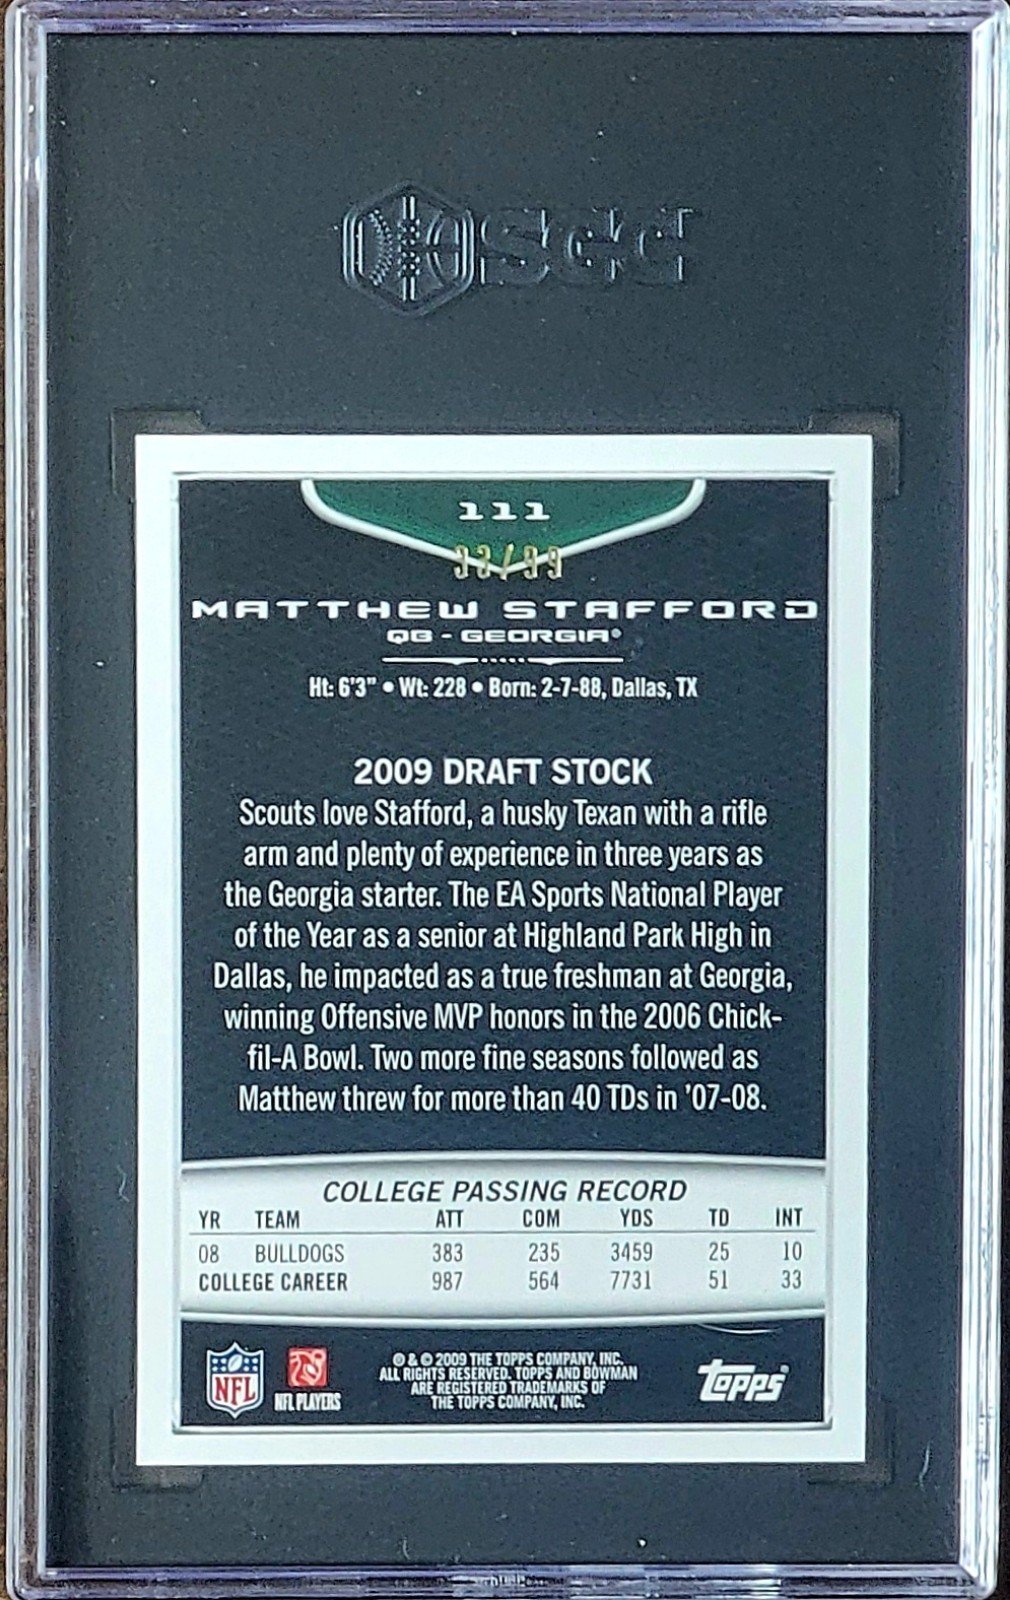 SGC
111
33/99
MATTHEW STAFFORD
QB - GEORGIA®
Ht: 6'3" • Wt: 228 • Born: 2-7-88, Dallas, TX
2009 DRAFT STOCK
Scouts love Stafford, a husky Texan with a rifle
arm and plenty of experience in three years as
the Georgia starter. The EA Sports National Player
of the Year as a senior at Highland Park High in
Dallas, he impacted as a true freshman at Georgia,
winning Offensive MVP honors in the 2006 Chick-
fil-A Bowl. Two more fine seasons followed as
Matthew threw for more than 40 TDs in '07-08.
COLLEGE PASSING RECORD
YR TEAM ATT COM YDS TD INT
08 BULLDOGS 383 235 3459 25 10
COLLEGE CAREER 987 564 7731 51 33
NFL
NFL PLAYERS
® & © 2009 THE TOPPS COMPANY, INC.
ALL RIGHTS RESERVED. TOPPS AND BOWMAN
ARE REGISTERED TRADEMARKS OF
THE TOPPS COMPANY, INC.
topps®